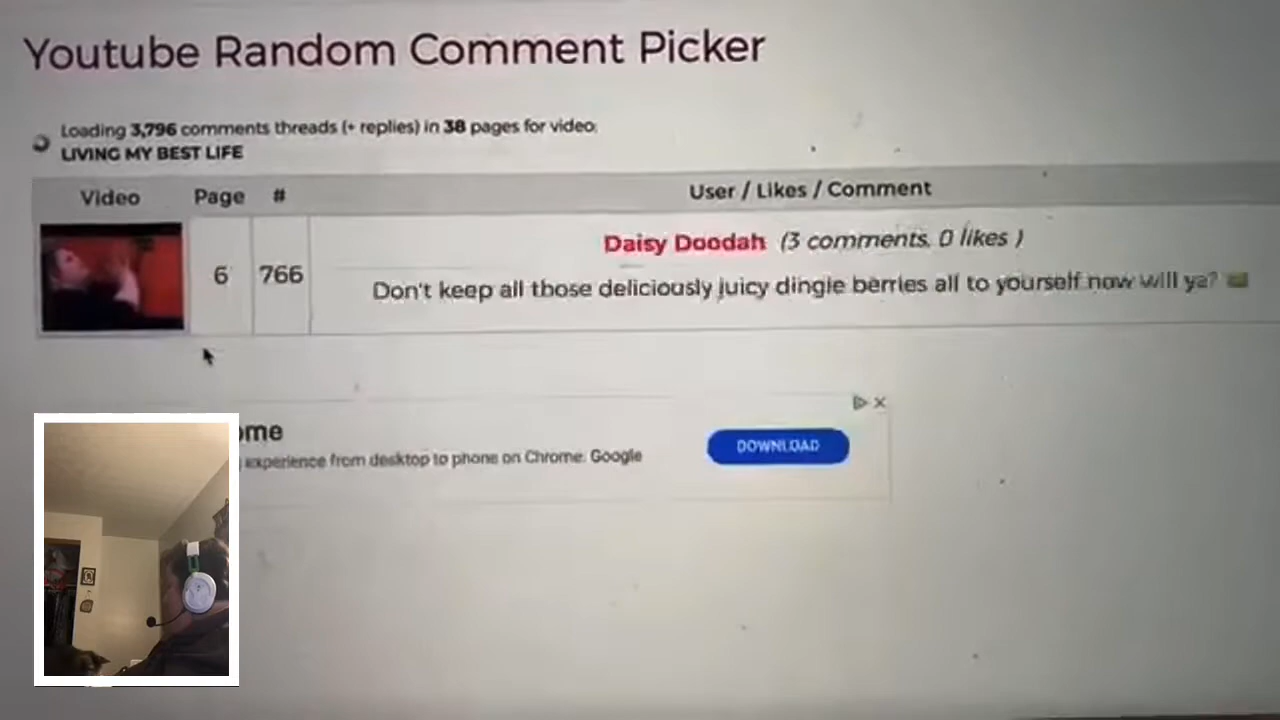 Youtube Random Comment Picker
Loading 3,796 comments threads (+ replies) in 38 pages for video:
LIVING MY BEST LIFE
Video Page # User / Likes / Comment
Daisy Doodah (3 comments, 0 likes )
6 766
Don't keep all those deliciously juicy dingle berries all to yourself now will ya?
ome
experience from desktop to phone on Chrome. Google
DOWNLOAD